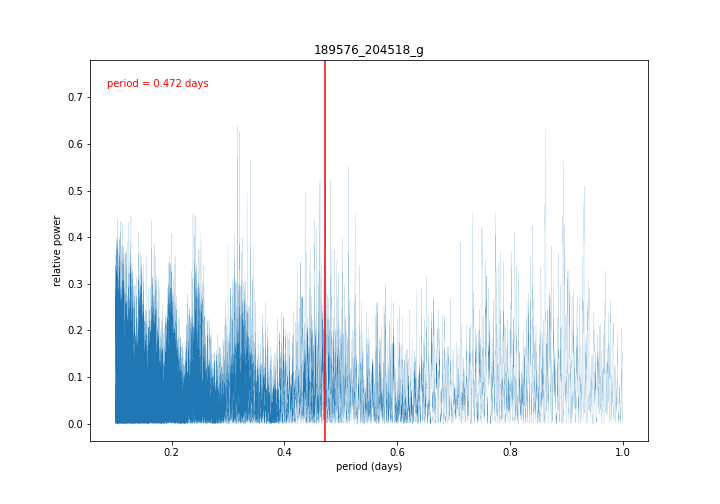 189576_204518_g
period = 0.472 days
relative power
0.7
0.6
0.5
0.4
0.3
0.2
0.1
0.0
0.2 0.4 0.6 0.8 1.0
period (days)